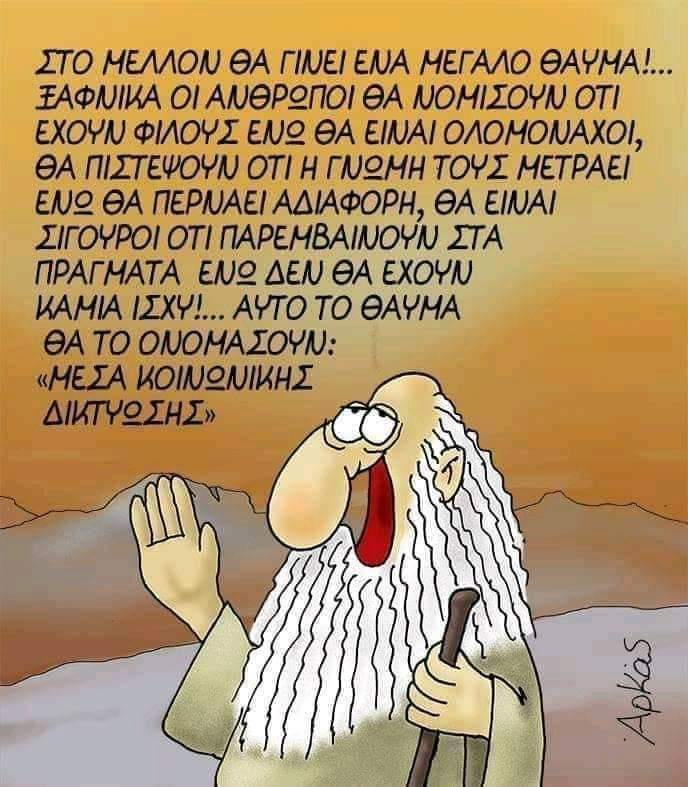 ΣΤΟ ΜΕΛΛΟΝ ΘΑ ΓΙΝΕΙ ΕΝΑ ΜΕΓΑΛΟ ΘΑΥΜΑ!...
ΞΑΦΝΙΚΑ ΟΙ ΑΝΘΡΩΠΟΙ ΘΑ ΝΟΜΙΣΟΥΝ ΟΤΙ
ΕΧΟΥΝ ΦΙΛΟΥΣ ΕΝΩ ΘΑ ΕΙΝΑΙ ΟΛΟΜΟΝΑΧΟΙ,
ΘΑ ΠΙΣΤΕΨΟΥΝ ΟΤΙ Η ΓΝΩΜΗ ΤΟΥΣ ΜΕΤΡΑΕΙ
ΕΝΩ ΘΑ ΠΕΡΝΑΕΙ ΑΔΙΑΦΟΡΗ, ΘΑ ΕΙΝΑΙ
ΣΙΓΟΥΡΟΙ ΟΤΙ ΠΑΡΕΜΒΑΙΝΟΥΝ ΣΤΑ
ΠΡΑΓΜΑΤΑ ΕΝΩ ΔΕΝ ΘΑ ΕΧΟΥΝ
ΚΑΜΙΑ ΙΣΧΥ!... ΑΥΤΟ ΤΟ ΘΑΥΜΑ
ΘΑ ΤΟ ΟΝΟΜΑΣΟΥΝ:
«ΜΕΣΑ ΚΟΙΝΩΝΙΚΗΣ
ΔΙΚΤΥΩΣΗΣ»
Αρκάς